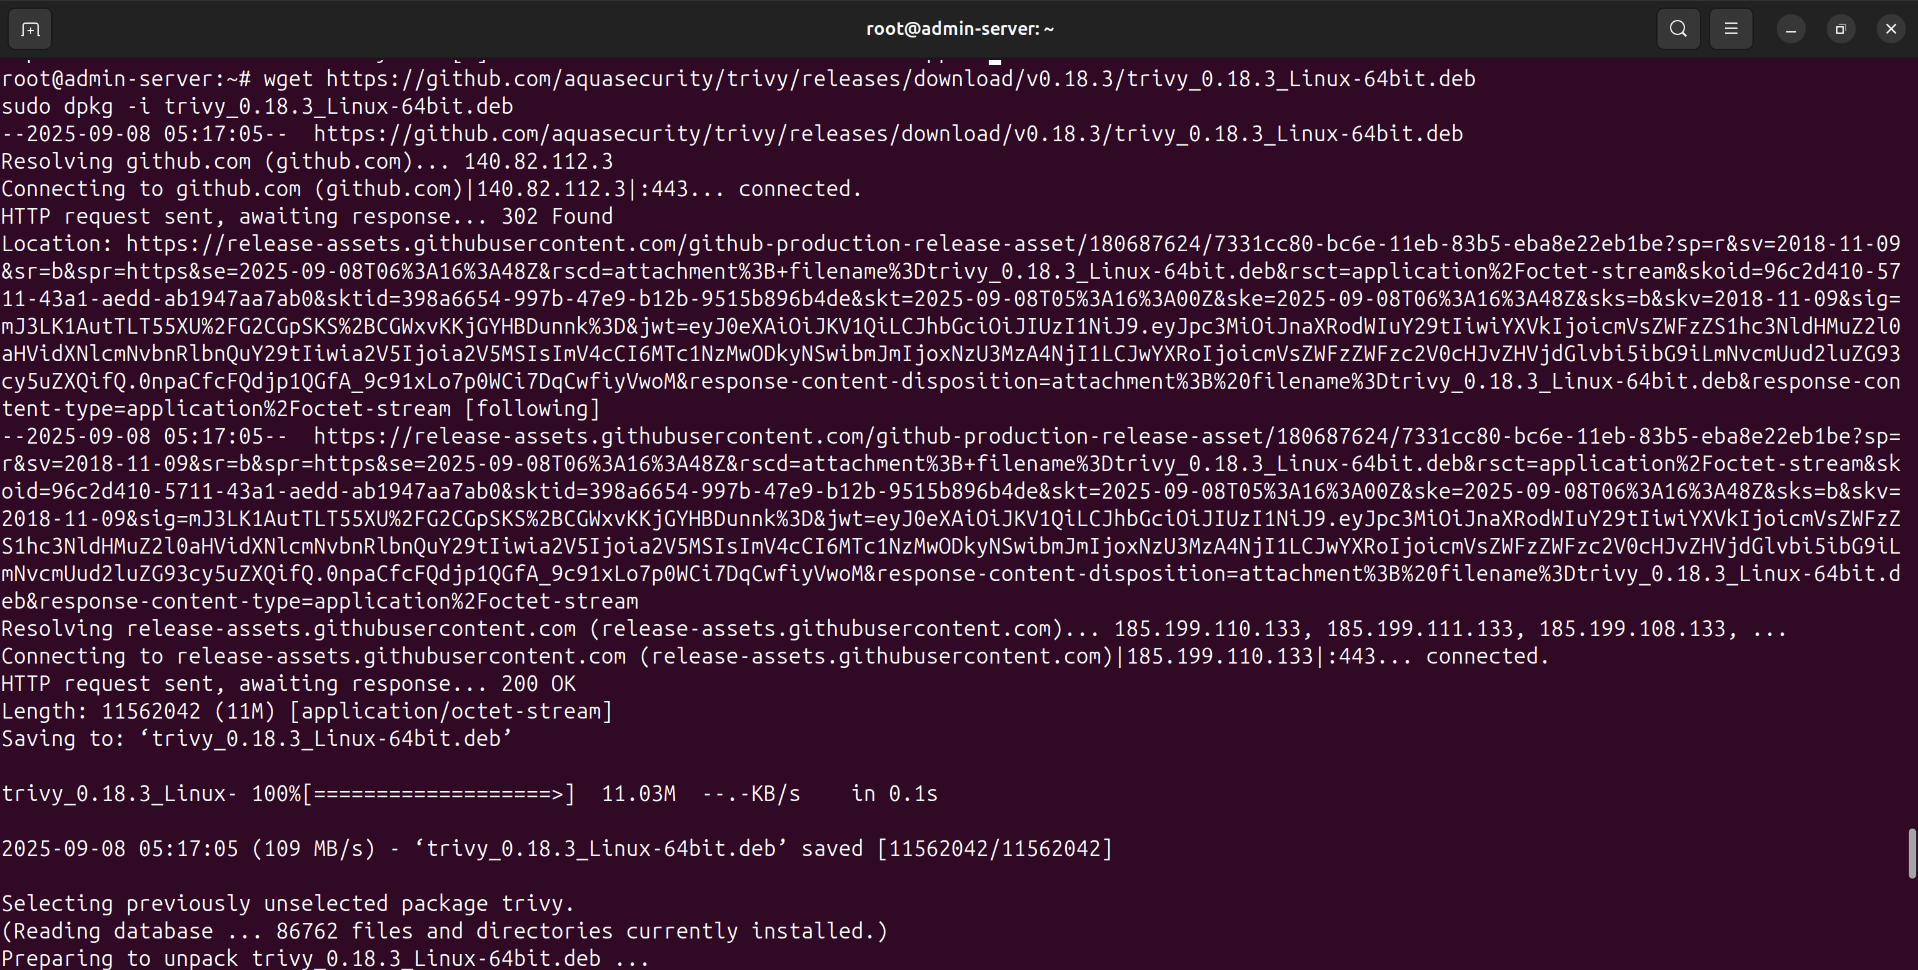 root@admin-server: ~
root@admin-server:~# wget https://github.com/aquasecurity/trivy/releases/download/v0.18.3/trivy_0.18.3_Linux-64bit.deb
sudo dpkg -i trivy_0.18.3_Linux-64bit.deb
--2025-09-08 05:17:05--  https://github.com/aquasecurity/trivy/releases/download/v0.18.3/trivy_0.18.3_Linux-64bit.deb
Resolving github.com (github.com)... 140.82.112.3
Connecting to github.com (github.com)|140.82.112.3|:443... connected.
HTTP request sent, awaiting response... 302 Found
Location: https://release-assets.githubusercontent.com/github-production-release-asset/180687624/7331cc80-bc6e-11eb-83b5-eba8e22eb1be?sp=r&sv=2018-11-09
&sr=b&spr=https&se=2025-09-08T06%3A16%3A48Z&rscd=attachment%3B+filename%3Dtrivy_0.18.3_Linux-64bit.deb&rsct=application%2Foctet-stream&skoid=96c2d410-57
11-43a1-aedd-ab1947aa7ab0&sktid=398a6654-997b-47e9-b12b-9515b896b4de&skt=2025-09-08T05%3A16%3A00Z&ske=2025-09-08T06%3A16%3A48Z&sks=b&skv=2018-11-09&sig=
mJ3LK1AutTLT55XU%2FG2CGpSKS%2BCGWxvKKjGYHBDunnk%3D&jwt=eyJ0eXAiOiJKV1QiLCJhbGciOiJIUzI1NiJ9.eyJpc3MiOiJnaXRodWIuY29tIiwiYXVkIjoicmVsZWFzZS1hc3NldHMuZ2l0
aHVidXNlcmNvbnRlbnQuY29tIiwia2V5Ijoia2V5MSIsImV4cCI6MTc1NzMwODkyNSwibmJmIjoxNzU3MzA4NjI1LCJwYXRoIjoicmVsZWFzZWFzc2V0cHJvZHVjdGlvbi5ibG9iLmNvcmUud2luZG93
cy5uZXQifQ.0npaCfcFQdjp1QGfA_9c91xLo7p0WCi7DqCwfiyVwoM&response-content-disposition=attachment%3B%20filename%3Dtrivy_0.18.3_Linux-64bit.deb&response-con
tent-type=application%2Foctet-stream [following]
--2025-09-08 05:17:05--  https://release-assets.githubusercontent.com/github-production-release-asset/180687624/7331cc80-bc6e-11eb-83b5-eba8e22eb1be?sp=
r&sv=2018-11-09&sr=b&spr=https&se=2025-09-08T06%3A16%3A48Z&rscd=attachment%3B+filename%3Dtrivy_0.18.3_Linux-64bit.deb&rsct=application%2Foctet-stream&sk
oid=96c2d410-5711-43a1-aedd-ab1947aa7ab0&sktid=398a6654-997b-47e9-b12b-9515b896b4de&skt=2025-09-08T05%3A16%3A00Z&ske=2025-09-08T06%3A16%3A48Z&sks=b&skv=
2018-11-09&sig=mJ3LK1AutTLT55XU%2FG2CGpSKS%2BCGWxvKKjGYHBDunnk%3D&jwt=eyJ0eXAiOiJKV1QiLCJhbGciOiJIUzI1NiJ9.eyJpc3MiOiJnaXRodWIuY29tIiwiYXVkIjoicmVsZWFzZ
S1hc3NldHMuZ2l0aHVidXNlcmNvbnRlbnQuY29tIiwia2V5Ijoia2V5MSIsImV4cCI6MTc1NzMwODkyNSwibmJmIjoxNzU3MzA4NjI1LCJwYXRoIjoicmVsZWFzZWFzc2V0cHJvZHVjdGlvbi5ibG9iL
mNvcmUud2luZG93cy5uZXQifQ.0npaCfcFQdjp1QGfA_9c91xLo7p0WCi7DqCwfiyVwoM&response-content-disposition=attachment%3B%20filename%3Dtrivy_0.18.3_Linux-64bit.d
eb&response-content-type=application%2Foctet-stream
Resolving release-assets.githubusercontent.com (release-assets.githubusercontent.com)... 185.199.110.133, 185.199.111.133, 185.199.108.133, ...
Connecting to release-assets.githubusercontent.com (release-assets.githubusercontent.com)|185.199.110.133|:443... connected.
HTTP request sent, awaiting response... 200 OK
Length: 11562042 (11M) [application/octet-stream]
Saving to: ‘trivy_0.18.3_Linux-64bit.deb’
trivy_0.18.3_Linux- 100%[===================>]  11.03M  --.-KB/s    in 0.1s
2025-09-08 05:17:05 (109 MB/s) - ‘trivy_0.18.3_Linux-64bit.deb’ saved [11562042/11562042]
Selecting previously unselected package trivy.
(Reading database ... 86762 files and directories currently installed.)
Preparing to unpack trivy_0.18.3_Linux-64bit.deb ...